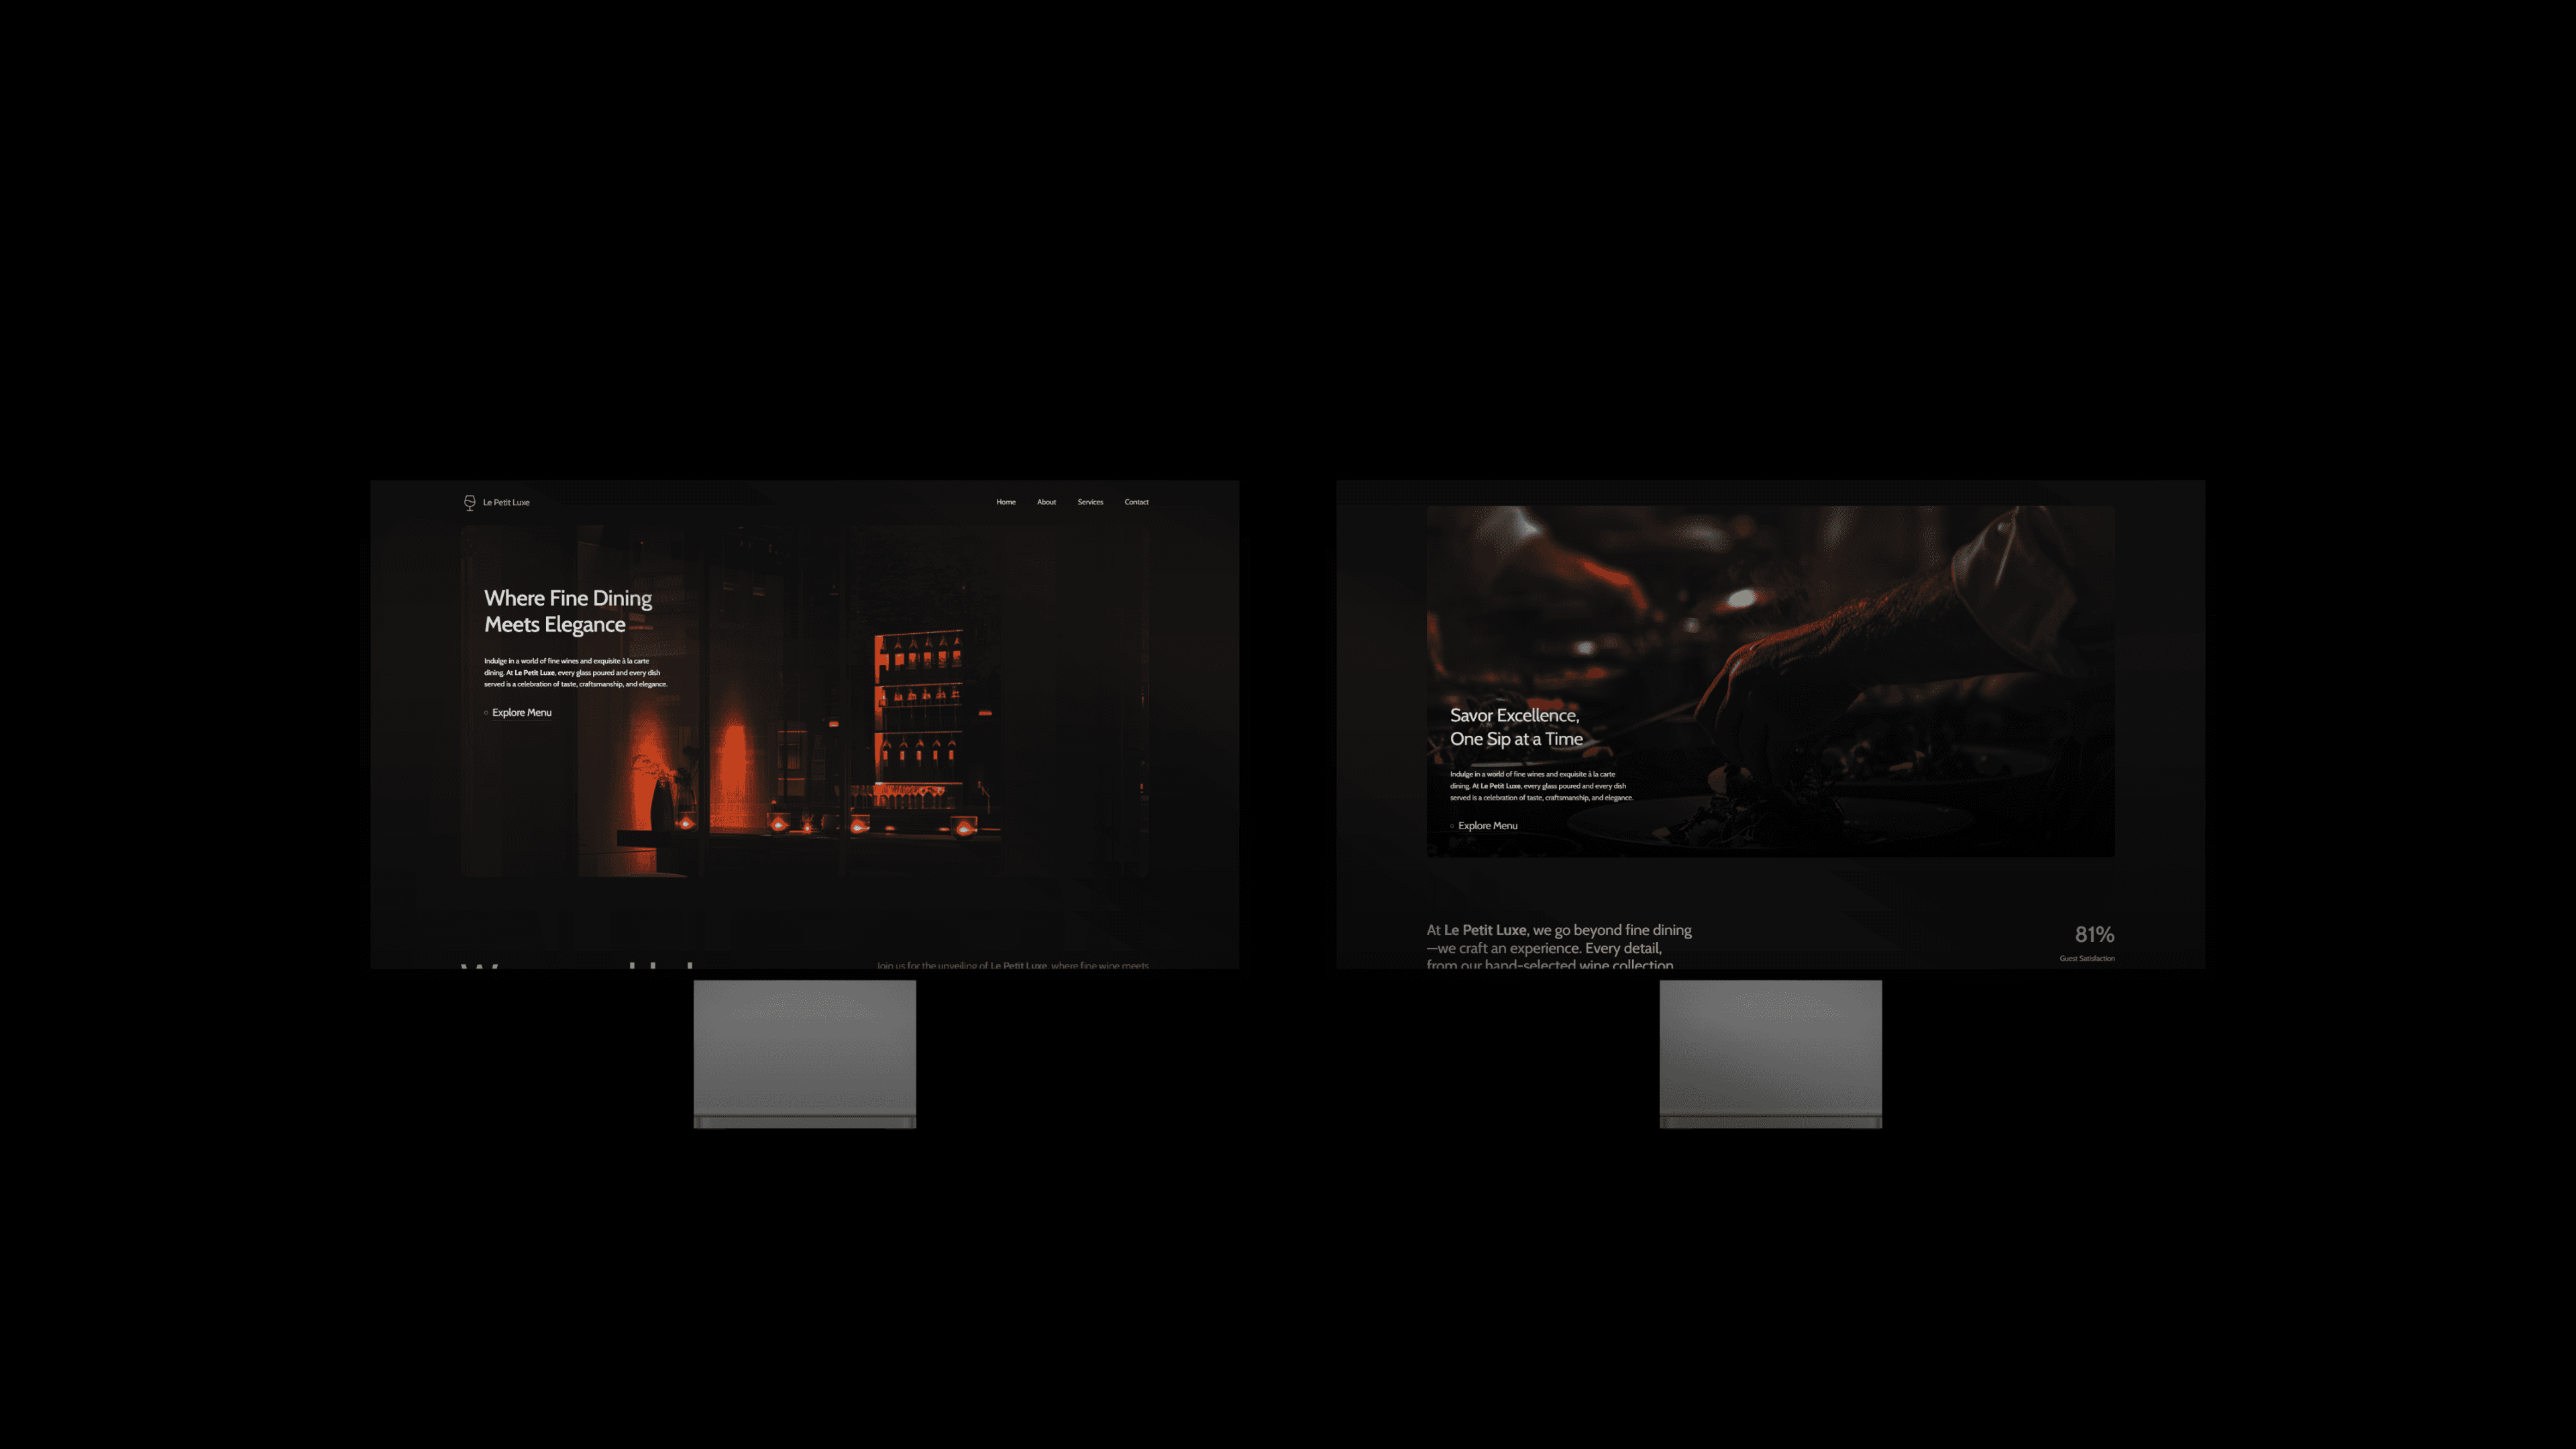 Le Petit Luxe
Home About Services Contact
Where Fine Dining
Meets Elegance
Indulge in a world of fine wines and exquisite à la carte
dining. At Le Petit Luxe, every glass poured and every dish
served is a celebration of taste, craftsmanship, and elegance.
Explore Menu
Join us for the unveiling of Le Petit Luxe, where fine wine meets
Savor Excellence,
One Sip at a Time
Indulge in a world of fine wines and exquisite à la carte
dining. At Le Petit Luxe, every glass poured and every dish
served is a celebration of taste, craftsmanship, and elegance.
Explore Menu
At Le Petit Luxe, we go beyond fine dining
—we craft an experience. Every detail,
from our hand-selected wine collection
81%
Guest Satisfaction